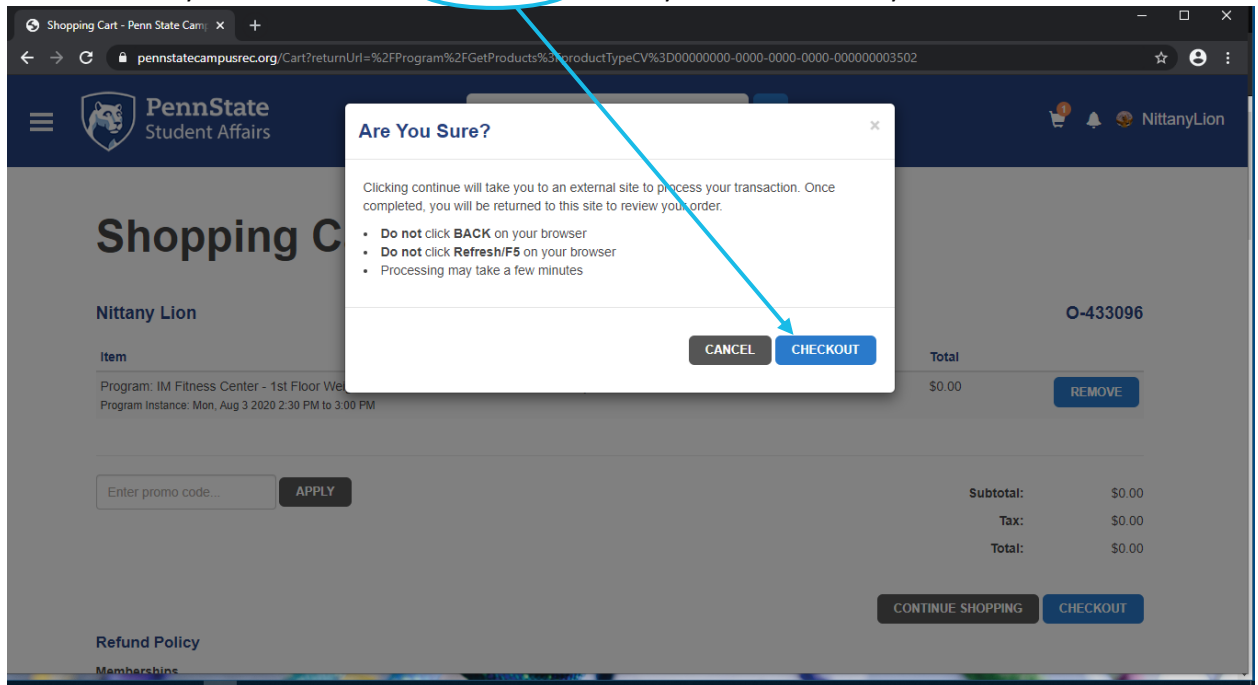 Shopping Cart - Penn State Camp
pennstatecampusrec.org/Cart?returnUrl=%2FProgram%2FGetProducts%3FproductTypeCV%3D00000000-0000-0000-0000-000000003502
PennState
Student Affairs
1
NittanyLion
Are You Sure?
×
Clicking continue will take you to an external site to process your transaction. Once
completed, you will be returned to this site to review your order.
• Do not click BACK on your browser
• Do not click Refresh/F5 on your browser
• Processing may take a few minutes
CANCEL
CHECKOUT
Shopping C
Nittany Lion
O-433096
Item
Total
Program: IM Fitness Center - 1st Floor Wei
$0.00
REMOVE
Program Instance: Mon, Aug 3 2020 2:30 PM to 3:00 PM
Enter promo code...
APPLY
Subtotal: $0.00
Tax: $0.00
Total: $0.00
CONTINUE SHOPPING
CHECKOUT
Refund Policy
Memberships